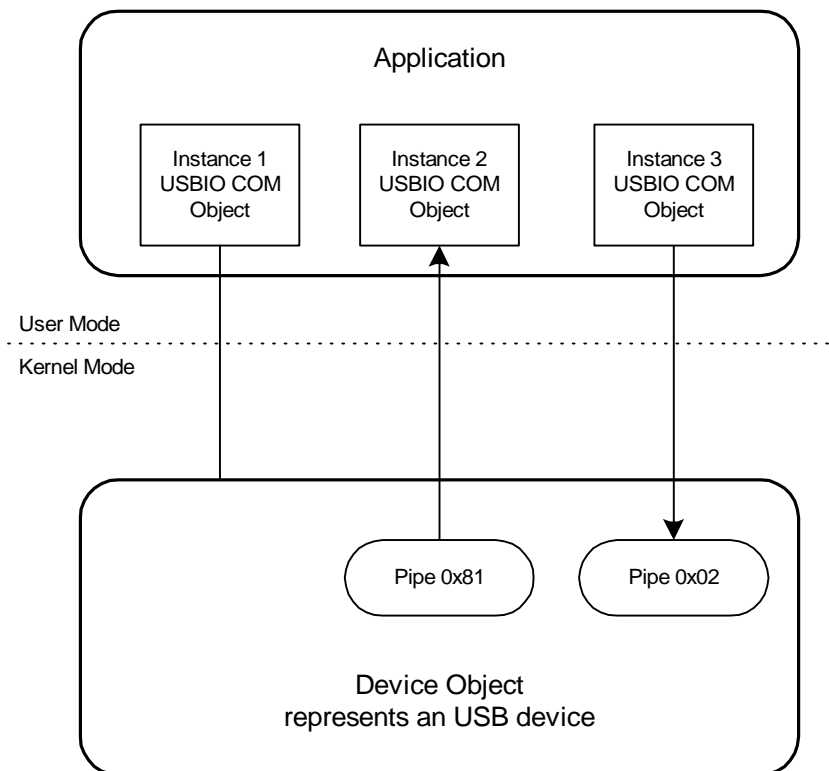 Application
Instance 1
USBIO COM
Object
Instance 2
USBIO COM
Object
Instance 3
USBIO COM
Object
User Mode
Kernel Mode
Pipe 0x81
Pipe 0x02
Device Object
represents an USB device